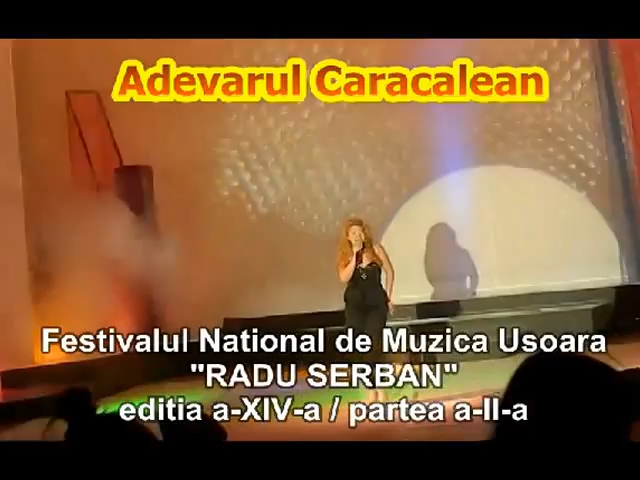 Adevarul Caracalean
Festivalul National de Muzica Usoara
"RADU SERBAN"
editia a-XIV-a / partea a-II-a